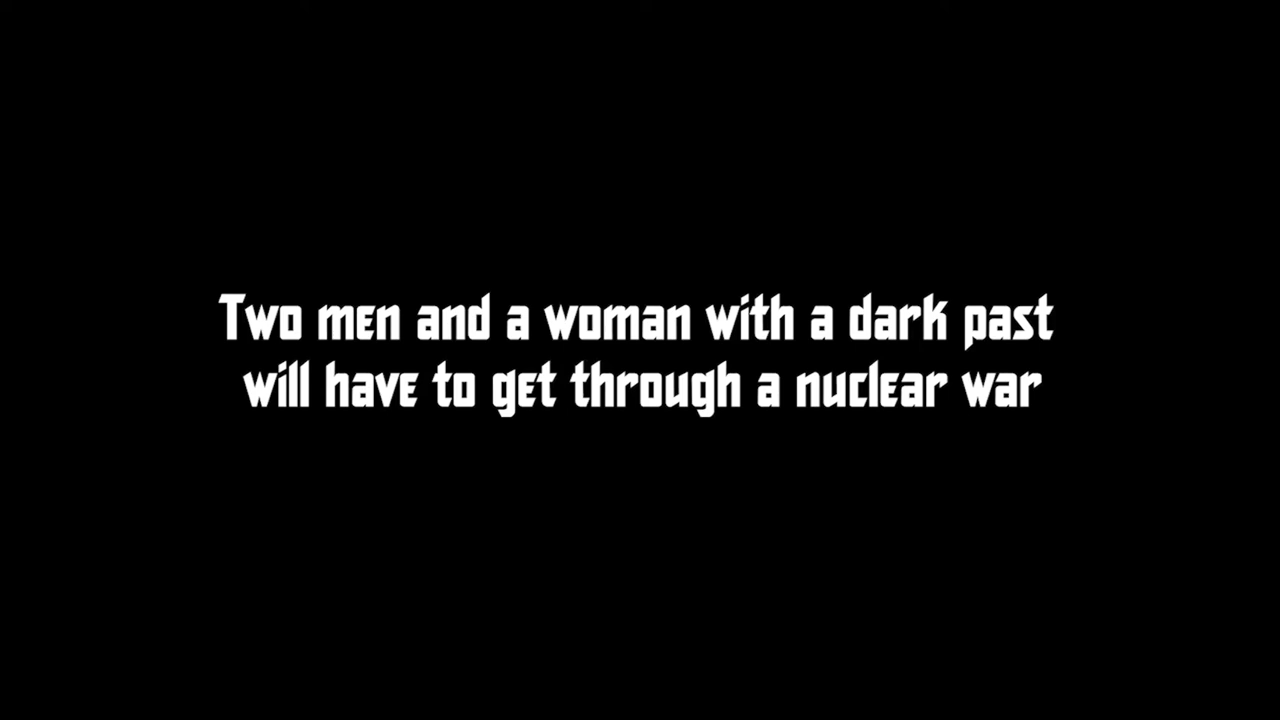 Two men and a woman with a dark past
will have to get through a nuclear war